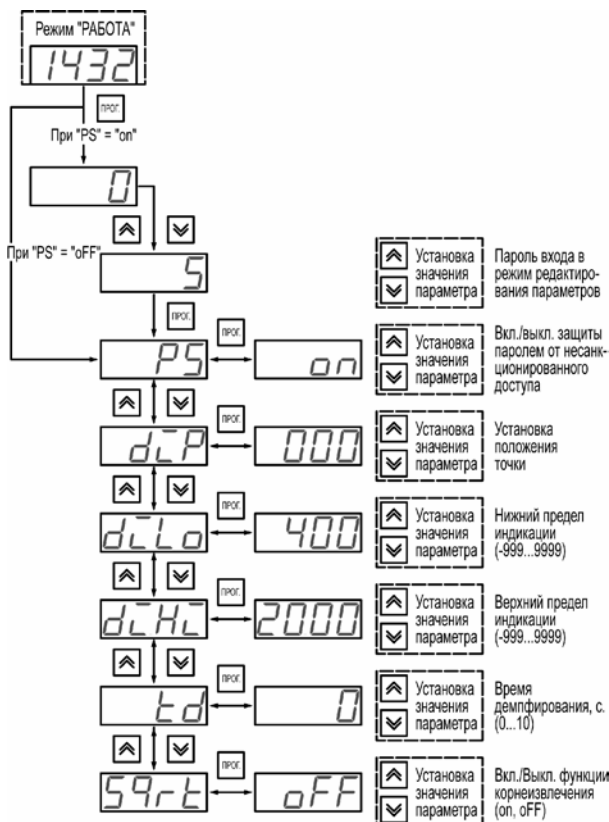 Режим "РАБОТА"
1432
ПРОГ.
При "PS" = "on"
0
При "PS" = "oFF"
5
Установка значения параметра
Пароль входа в
режим редактиро-
вания параметров
ПРОГ.
ПРОГ.
PS
on
Установка значения параметра
Вкл./выкл. защиты
паролем от несанк-
ционированного
доступа
ПРОГ.
diP
000
Установка значения параметра
Установка
положения
точки
ПРОГ.
diLo
400
Установка значения параметра
Нижний предел
индикации
(-999...9999)
ПРОГ.
diHi
2000
Установка значения параметра
Верхний предел
индикации
(-999...9999)
ПРОГ.
td
0
Установка значения параметра
Время
демпфирования, с.
(0...10)
ПРОГ.
Sqrt
oFF
Установка значения параметра
Вкл./Выкл. функции
корнеизвлечения
(on, oFF)